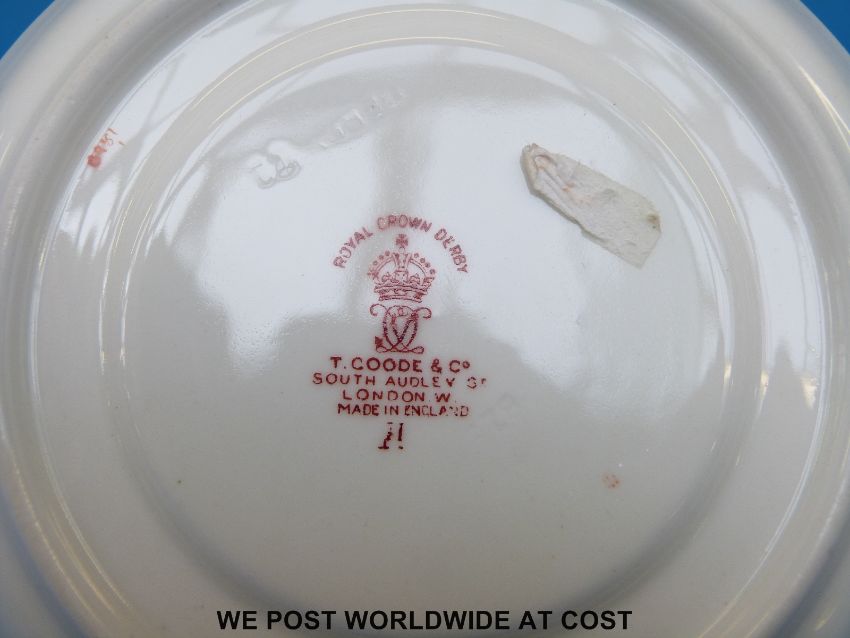 ROYAL CROWN DERBY
T. GOODE & Co
SOUTH AUDLEY St
LONDON. W.
MADE IN ENGLAND
WE POST WORLDWIDE AT COST